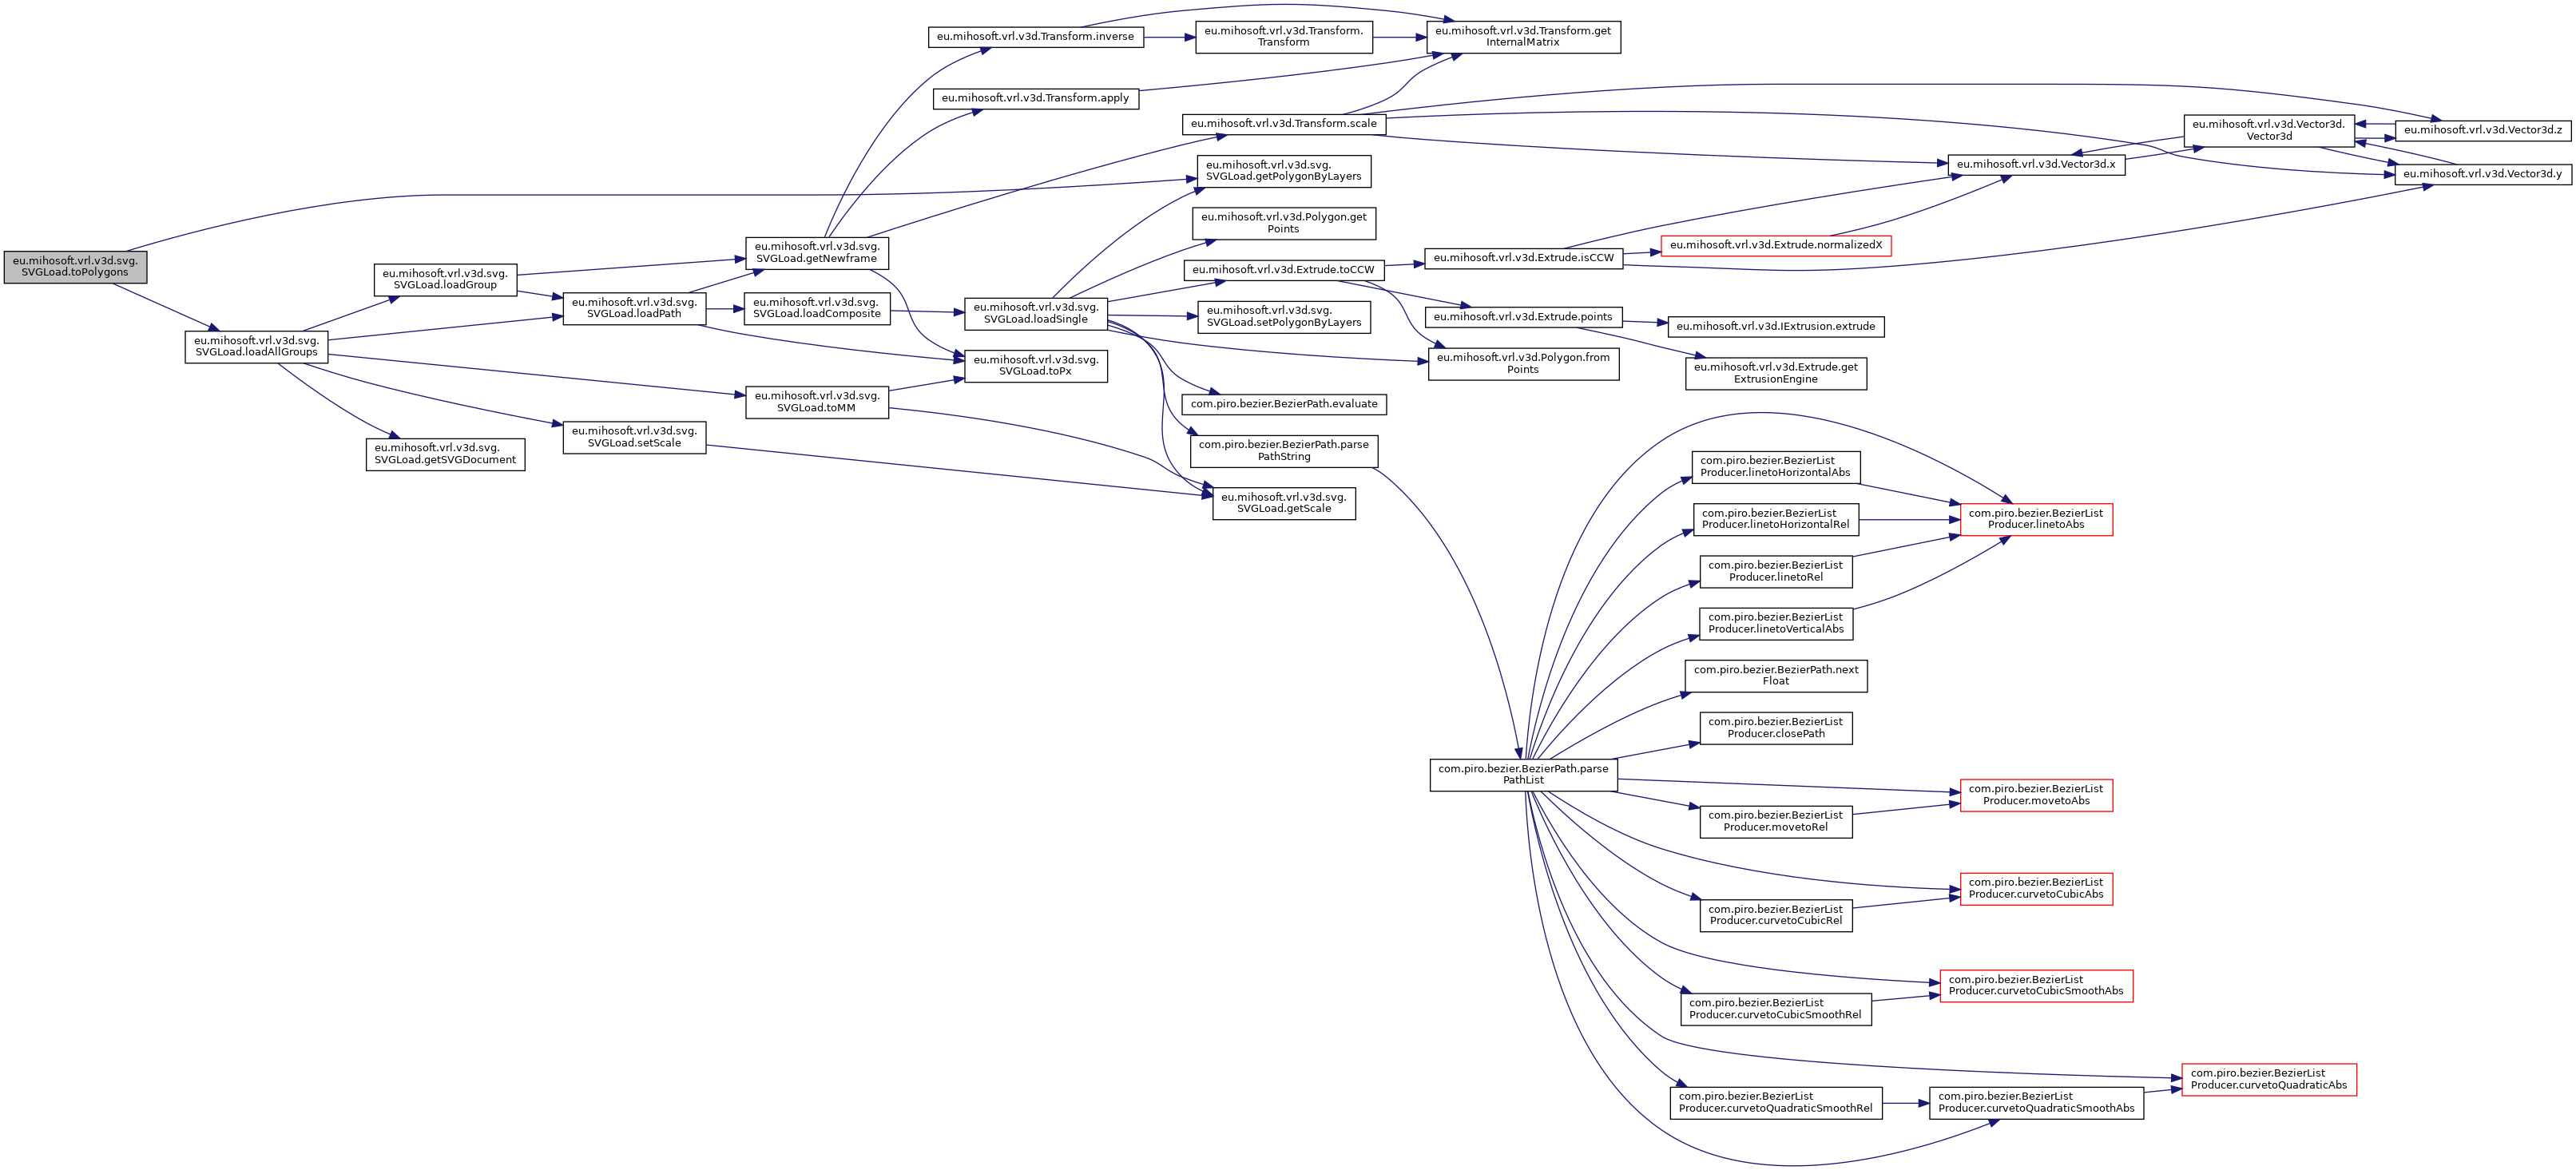 eu.mihosoft.vrl.v3d.svg.
SVGLoad.toPolygons
eu.mihosoft.vrl.v3d.svg.
SVGLoad.loadAllGroups
eu.mihosoft.vrl.v3d.svg.
SVGLoad.loadGroup
eu.mihosoft.vrl.v3d.svg.
SVGLoad.getSVGDocument
eu.mihosoft.vrl.v3d.svg.
SVGLoad.loadPath
eu.mihosoft.vrl.v3d.svg.
SVGLoad.setScale
eu.mihosoft.vrl.v3d.svg.
SVGLoad.getNewframe
eu.mihosoft.vrl.v3d.svg.
SVGLoad.loadComposite
eu.mihosoft.vrl.v3d.svg.
SVGLoad.toMM
eu.mihosoft.vrl.v3d.Transform.inverse
eu.mihosoft.vrl.v3d.Transform.apply
eu.mihosoft.vrl.v3d.svg.
SVGLoad.loadSingle
eu.mihosoft.vrl.v3d.svg.
SVGLoad.toPx
eu.mihosoft.vrl.v3d.Transform.
Transform
eu.mihosoft.vrl.v3d.Transform.scale
eu.mihosoft.vrl.v3d.svg.
SVGLoad.getPolygonByLayers
eu.mihosoft.vrl.v3d.Polygon.get
Points
eu.mihosoft.vrl.v3d.Extrude.toCCW
eu.mihosoft.vrl.v3d.svg.
SVGLoad.setPolygonByLayers
com.piro.bezier.BezierPath.evaluate
com.piro.bezier.BezierPath.parse
PathString
eu.mihosoft.vrl.v3d.svg.
SVGLoad.getScale
eu.mihosoft.vrl.v3d.Transform.get
InternalMatrix
eu.mihosoft.vrl.v3d.Extrude.isCCW
eu.mihosoft.vrl.v3d.Extrude.points
eu.mihosoft.vrl.v3d.Polygon.from
Points
com.piro.bezier.BezierPath.parse
PathList
eu.mihosoft.vrl.v3d.Extrude.normalizedX
eu.mihosoft.vrl.v3d.IExtrusion.extrude
eu.mihosoft.vrl.v3d.Extrude.get
ExtrusionEngine
com.piro.bezier.BezierList
Producer.linetoHorizontalAbs
com.piro.bezier.BezierList
Producer.linetoHorizontalRel
com.piro.bezier.BezierList
Producer.linetoRel
com.piro.bezier.BezierList
Producer.linetoVerticalAbs
com.piro.bezier.BezierPath.next
Float
com.piro.bezier.BezierList
Producer.closePath
com.piro.bezier.BezierList
Producer.movetoRel
com.piro.bezier.BezierList
Producer.curvetoCubicRel
com.piro.bezier.BezierList
Producer.curvetoCubicSmoothRel
com.piro.bezier.BezierList
Producer.curvetoQuadraticSmoothRel
eu.mihosoft.vrl.v3d.Vector3d.x
com.piro.bezier.BezierList
Producer.linetoAbs
com.piro.bezier.BezierList
Producer.movetoAbs
com.piro.bezier.BezierList
Producer.curvetoCubicAbs
com.piro.bezier.BezierList
Producer.curvetoCubicSmoothAbs
com.piro.bezier.BezierList
Producer.curvetoQuadraticSmoothAbs
eu.mihosoft.vrl.v3d.Vector3d.
Vector3d
com.piro.bezier.BezierList
Producer.curvetoQuadraticAbs
eu.mihosoft.vrl.v3d.Vector3d.z
eu.mihosoft.vrl.v3d.Vector3d.y